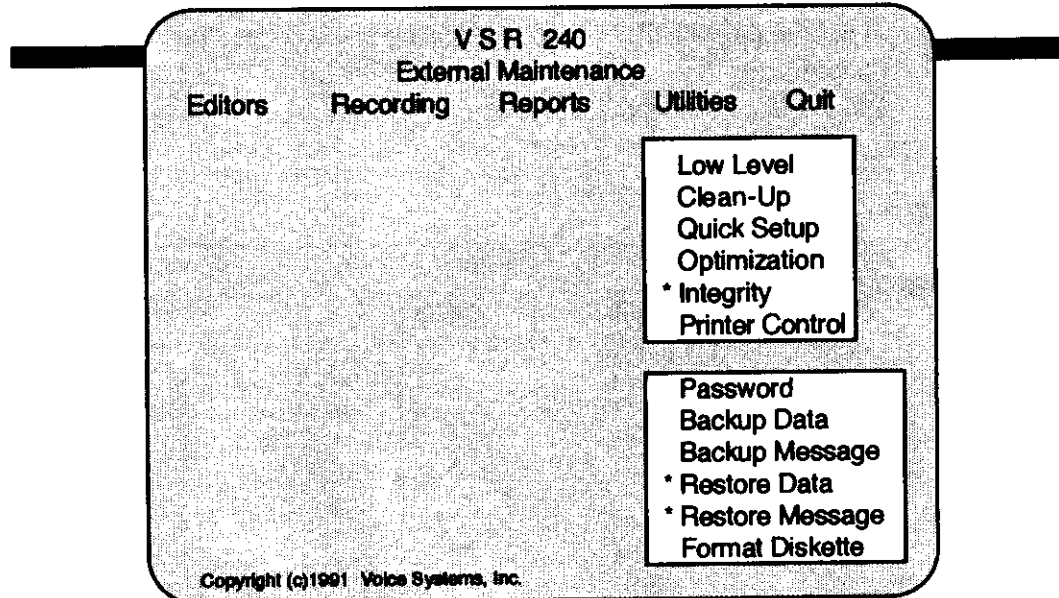 V S R 240
External Maintenance
Editors Recording Reports Utilities Quit
Low Level
Clean-Up
Quick Setup
Optimization
* Integrity
Printer Control
Password
Backup Data
Backup Message
* Restore Data
* Restore Message
Format Diskette
Copyright (c)1991 Voice Systems, Inc.